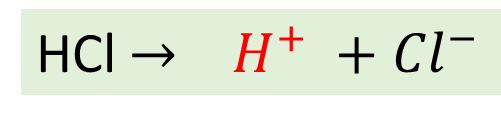 HCl → H⁺ + Cl⁻